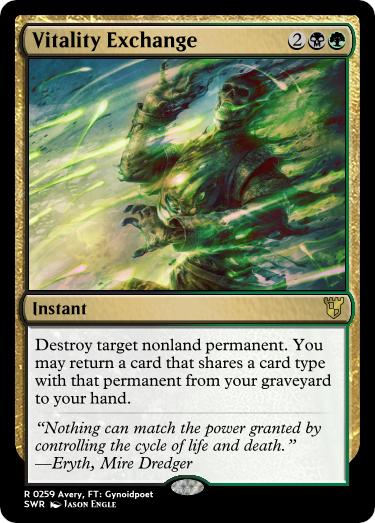 Vitality Exchange 2
Instant
Destroy target nonland permanent. You
may return a card that shares a card type
with that permanent from your graveyard
to your hand.
“Nothing can match the power granted by
controlling the cycle of life and death.”
—Eryth, Mire Dredger
R 0259 Avery, FT: Gynoidpoet
SWR Jason Engle